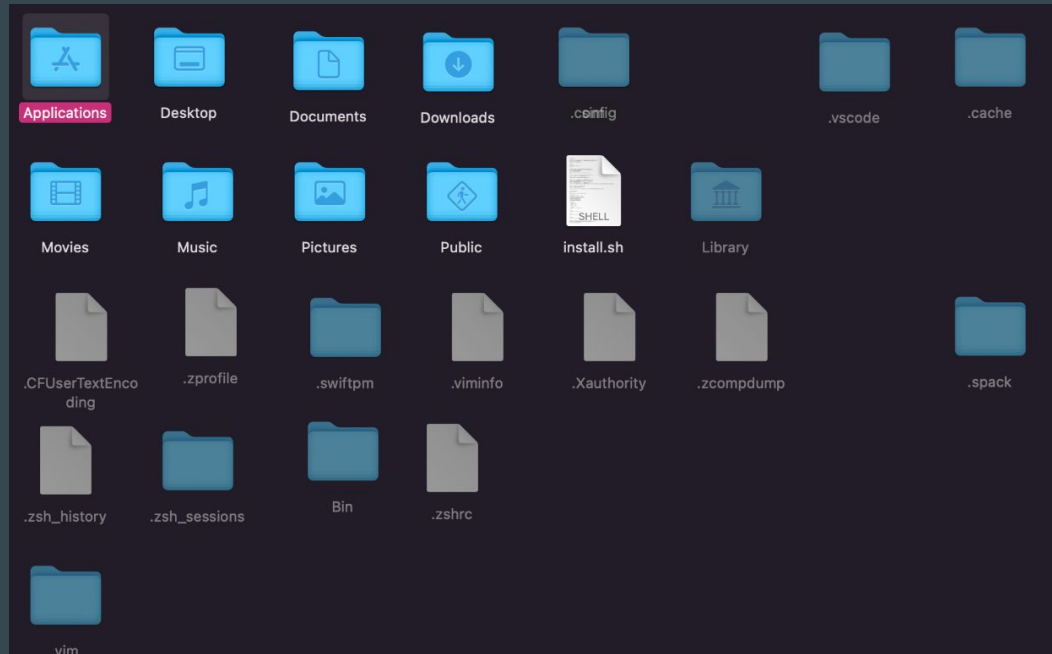 Applications
Desktop
Documents
Downloads
.vscode
.cache
Movies
Music
Pictures
Public
SHELL
install.sh
Library
.CFUserTextEnco
ding
.zprofile
.swiftpm
.viminfo
.Xauthority
.zcompdump
.spack
.zsh_history
.zsh_sessions
Bin
.zshrc
vim